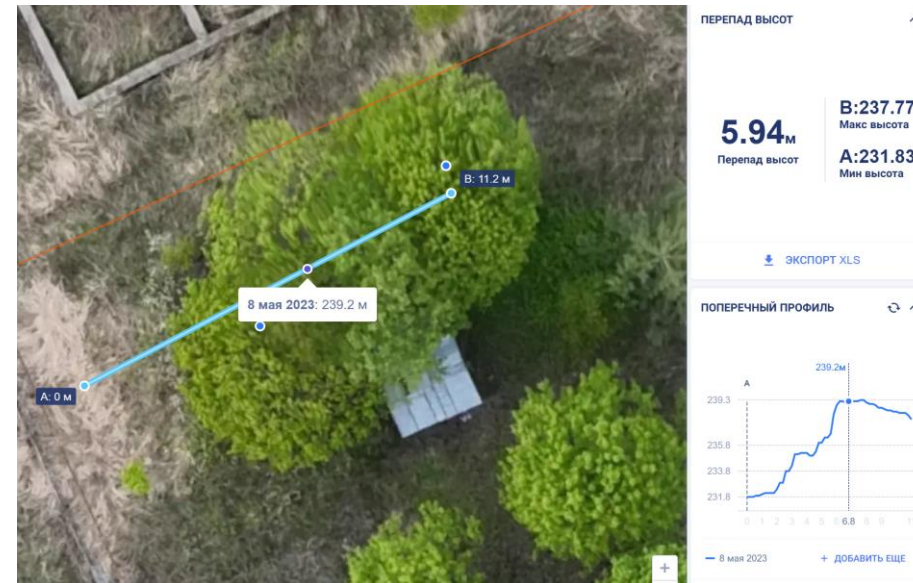 ПЕРЕПАД ВЫСОТ
5.94м
Перепад высот
B:237.77
Макс высота
A:231.83
Мин высота
ЭКСПОРТ XLS
ПОПЕРЕЧНЫЙ ПРОФИЛЬ
239.2м
A
239.3
235.8
233.8
231.8
0 1 2 3 4 5 6 6.8 8 9 1
8 мая 2023
+ ДОБАВИТЬ ЕЩЕ
B: 11.2 м
8 мая 2023: 239.2 м
A: 0 м
+